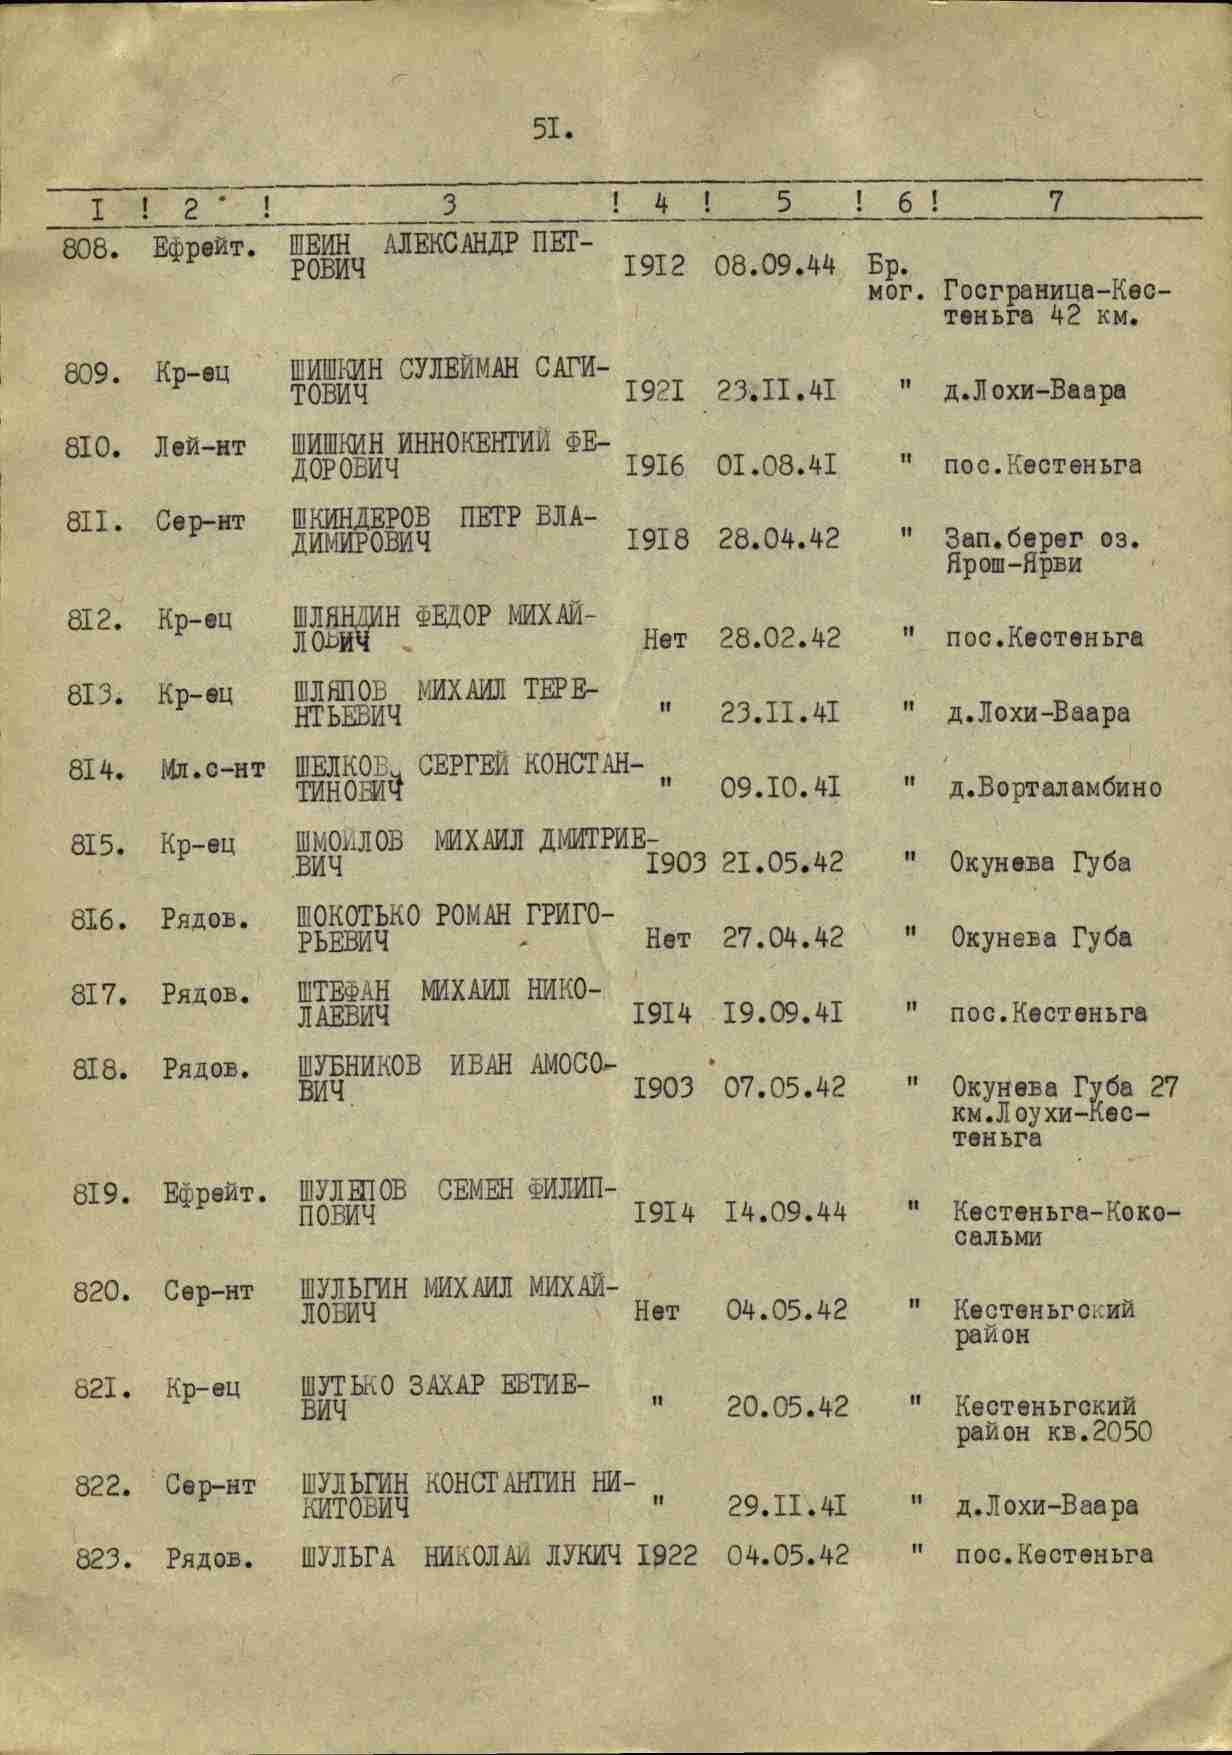 51.
I ! 2 ! 3 ! 4 ! 5 ! 6 ! 7
808. Ефрейт. ШЕИН АЛЕКСАНДР ПЕТ-
РОВИЧ 1912 08.09.44 Бр.
мог. Госграница-Кес-
теньга 42 км.
809. Кр-ец ШИШКИН СУЛЕЙМАН САГИ-
ТОВИЧ 1921 23.11.41 " д.Лохи-Ваара
810. Лей-нт ШИШКИН ИННОКЕНТИЙ ФЕ-
ДОРОВИЧ 1916 01.08.41 " пос.Кестеньга
811. Сер-нт ШКИНДЕРОВ ПЕТР ВЛА-
ДИМИРОВИЧ 1918 28.04.42 " Зап.берег оз.
Ярош-Ярви
812. Кр-ец ШЛЯНДИН ФЕДОР МИХАЙ-
ЛОВИЧ Нет 28.02.42 " пос.Кестеньга
813. Кр-ец ШЛЯПОВ МИХАИЛ ТЕРЕ-
НТЬЕВИЧ " 23.11.41 " д.Лохи-Ваара
814. Мл.с-нт ШЕЛКОВ СЕРГЕЙ КОНСТАН-
ТИНОВИЧ " 09.10.41 " д.Ворталамбино
815. Кр-ец ШМОЙЛОВ МИХАИЛ ДМИТРИЕ-
ВИЧ 1903 21.05.42 " Окунева Губа
816. Рядов. ШОКОТЬКО РОМАН ГРИГО-
РЬЕВИЧ Нет 27.04.42 " Окунева Губа
817. Рядов. ШТЕФАН МИХАИЛ НИКО-
ЛАЕВИЧ 1914 19.09.41 " пос.Кестеньга
818. Рядов. ШУБНИКОВ ИВАН АМОСО-
ВИЧ 1903 07.05.42 " Окунева Губа 27
км.Лоухи-Кес-
теньга
819. Ефрейт. ШУЛЕПОВ СЕМЕН ФИЛИП-
ПОВИЧ 1914 14.09.44 " Кестеньга-Коко-
сальми
820. Сер-нт ШУЛЬГИН МИХАИЛ МИХАЙ-
ЛОВИЧ Нет 04.05.42 " Кестеньгский
район
821. Кр-ец ШУТЬКО ЗАХАР ЕВТИЕ-
ВИЧ " 20.05.42 " Кестеньгский
район кв.2050
822. Сер-нт ШУЛЬГИН КОНСТАНТИН НИ-
КИТОВИЧ " 29.11.41 " д.Лохи-Ваара
823. Рядов. ШУЛЬГА НИКОЛАЙ ЛУКИЧ 1922 04.05.42 " пос.Кестеньга